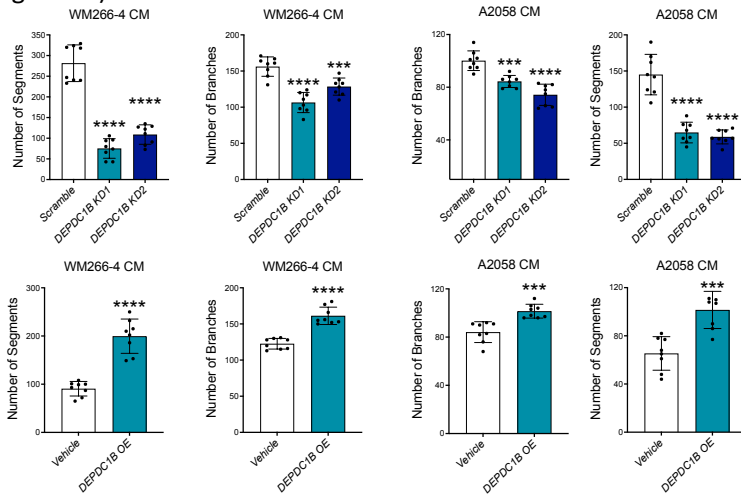 WM266-4 CM
Number of Segments
350
300
250
200
150
100
50
0
****
****
Scramble
DEPDC1B KD1
DEPDC1B KD2
WM266-4 CM
Number of Branches
200
150
100
50
0
****
***
Scramble
DEPDC1B KD1
DEPDC1B KD2
A2058 CM
Number of Branches
120
80
40
***
****
Scramble
DEPDC1B KD1
DEPDC1B KD2
A2058 CM
Number of Segments
200
150
100
50
0
****
****
Scramble
DEPDC1B KD1
DEPDC1B KD2
WM266-4 CM
Number of Segments
300
200
100
0
****
Vehicle
DEPDC1B OE
WM266-4 CM
Number of Branches
200
150
100
50
0
****
Vehicle
DEPDC1B OE
A2058 CM
Number of Branches
120
80
40
0
***
Vehicle
DEPDC1B OE
A2058 CM
Number of Segments
120
80
40
0
***
Vehicle
DEPDC1B OE